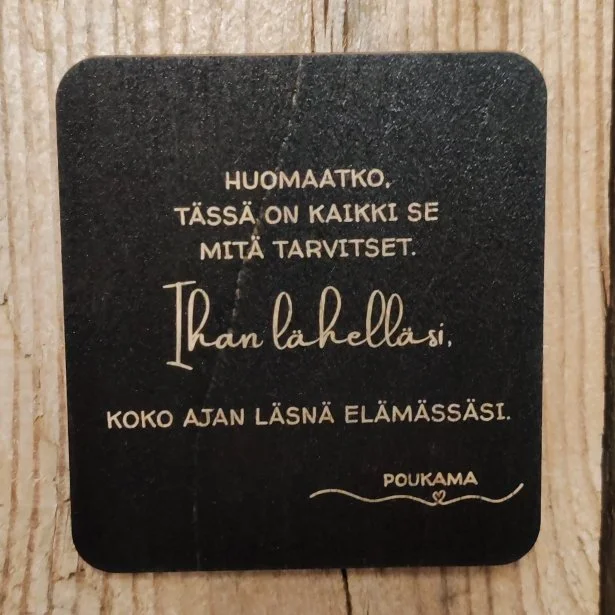 HUOMAATKO,
TÄSSÄ ON KAIKKI SE
MITÄ TARVITSET.
Ihan lähelläsi,
KOKO AJAN LÄSNÄ ELÄMÄSSÄSI.
POUKAMA